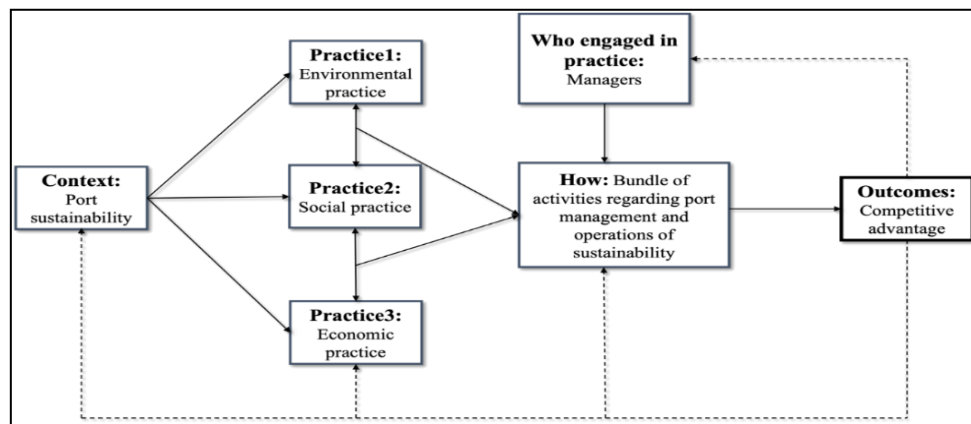 Context:
Port
sustainability
Practice1:
Environmental
practice
Practice2:
Social practice
Practice3:
Economic
practice
Who engaged in
practice:
Managers
How: Bundle of
activities regarding port
management and
operations of
sustainability
Outcomes:
Competitive
advantage